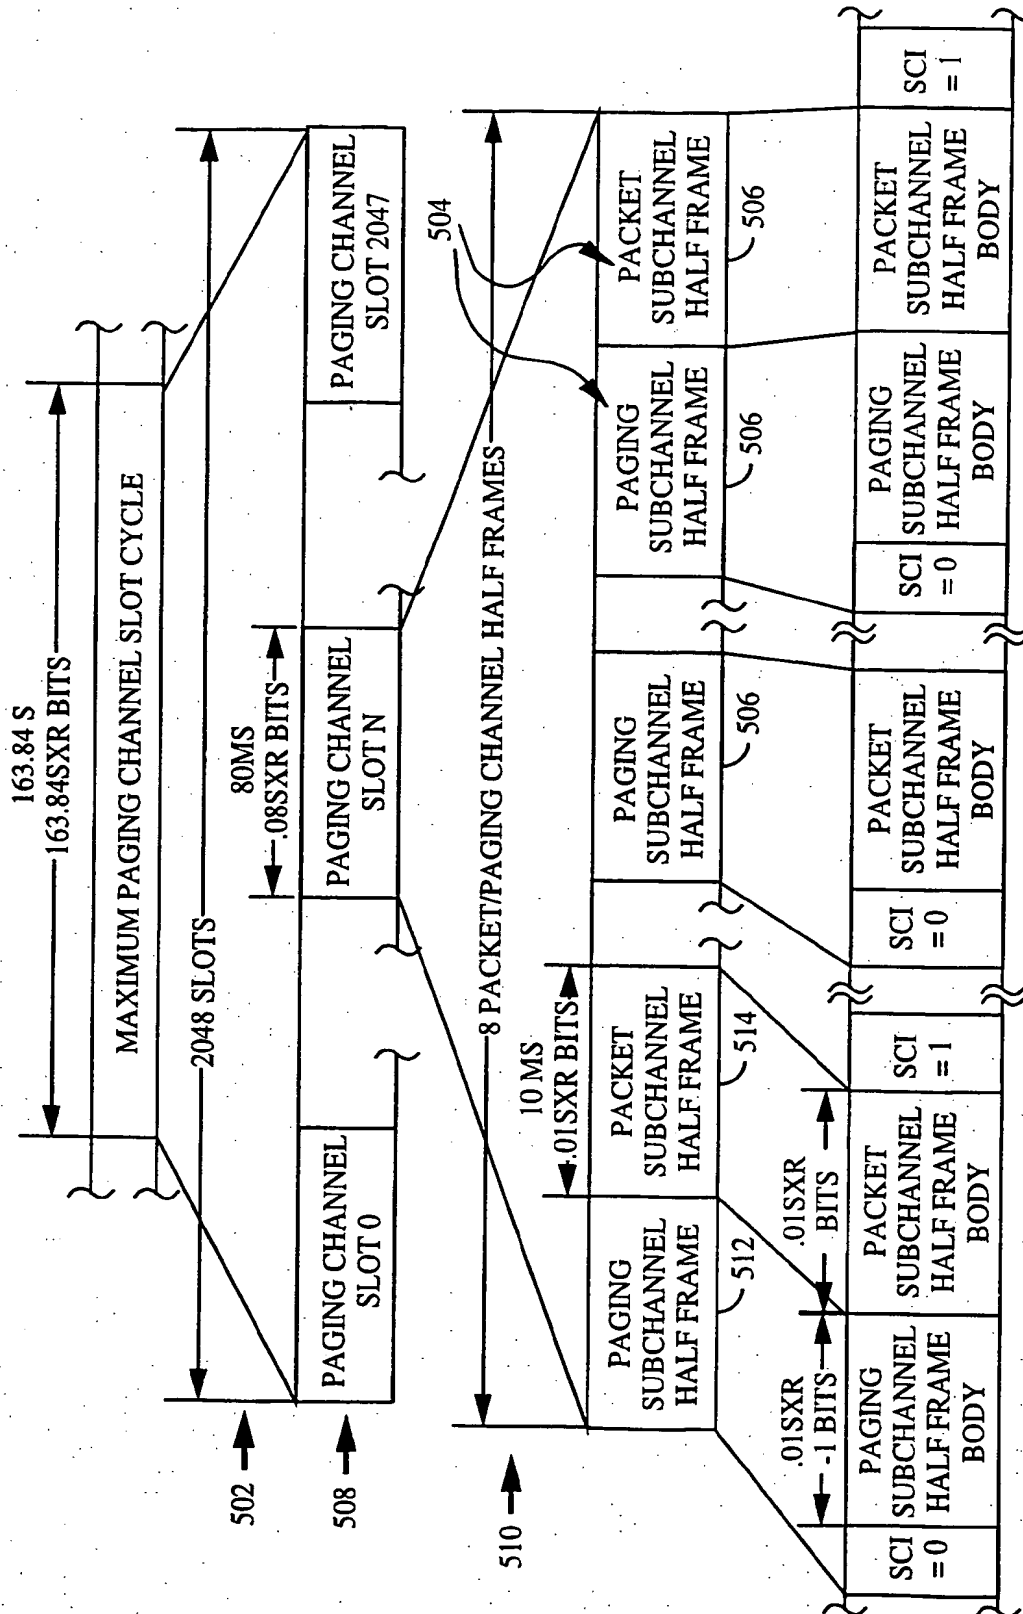 163.84 S
163.84SXR BITS
MAXIMUM PAGING CHANNEL SLOT CYCLE
502
2048 SLOTS
80MS
.08SXR BITS
508
PAGING CHANNEL
SLOT 0
PAGING CHANNEL
SLOT N
PAGING CHANNEL
SLOT 2047
510
8 PACKET/PAGING CHANNEL HALF FRAMES
504
10 MS
.01SXR BITS
PAGING
SUBCHANNEL
HALF FRAME
PACKET
SUBCHANNEL
HALF FRAME
PAGING
SUBCHANNEL
HALF FRAME
PAGING
SUBCHANNEL
HALF FRAME
PACKET
SUBCHANNEL
HALF FRAME
512
514
506
506
506
.01SXR
-1 BITS
.01SXR
BITS
SCI
= 0
PAGING
SUBCHANNEL
HALF FRAME
BODY
PACKET
SUBCHANNEL
HALF FRAME
BODY
SCI
= 1
SCI
= 0
PACKET
SUBCHANNEL
HALF FRAME
BODY
SCI
= 0
PAGING
SUBCHANNEL
HALF FRAME
BODY
PACKET
SUBCHANNEL
HALF FRAME
BODY
SCI
= 1